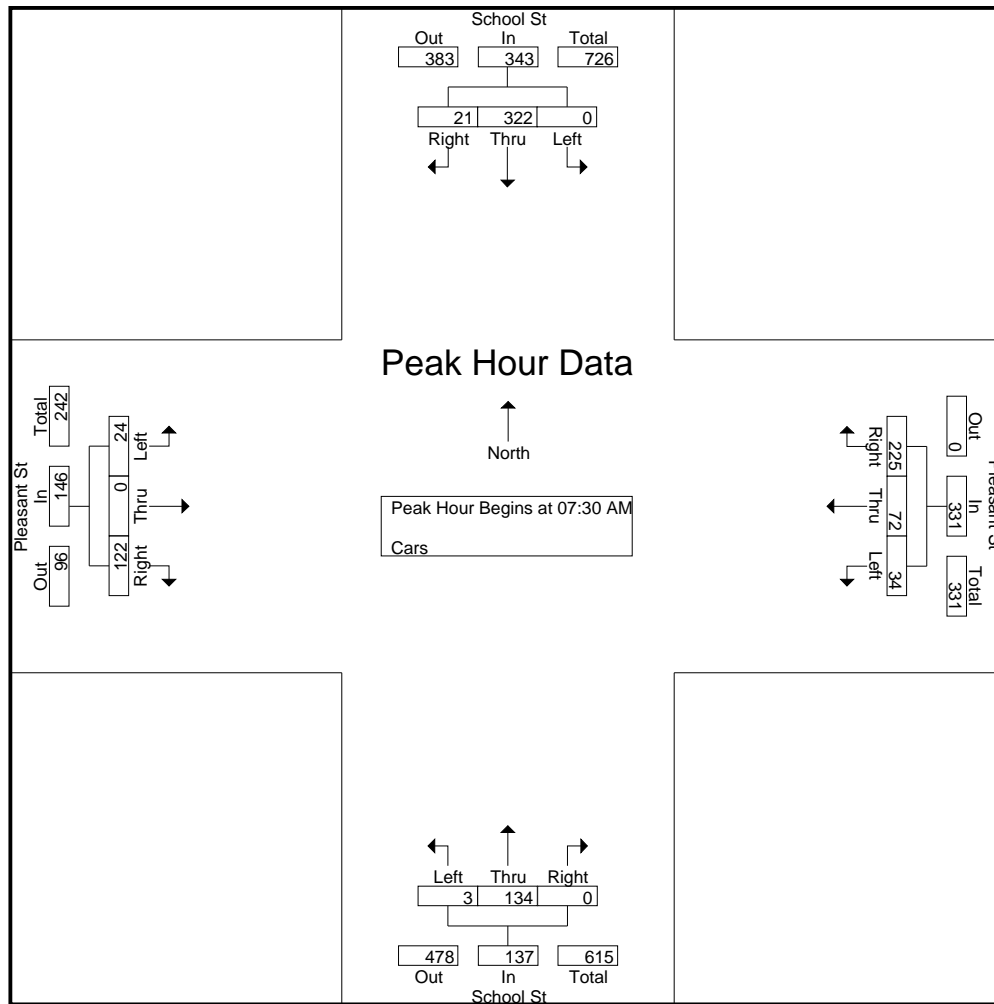 School St
Out In Total
383 343 726
21 322 0
Right Thru Left
Peak Hour Data
North
Peak Hour Begins at 07:30 AM
Cars
Pleasant St
Out In Total
96 146 242
Right Thru Left
122 0 24
Right Thru Left
225 72 34
Out In Total
0 331 331
Pleasant St
Left Thru Right
3 134 0
478 137 615
Out In Total
School St